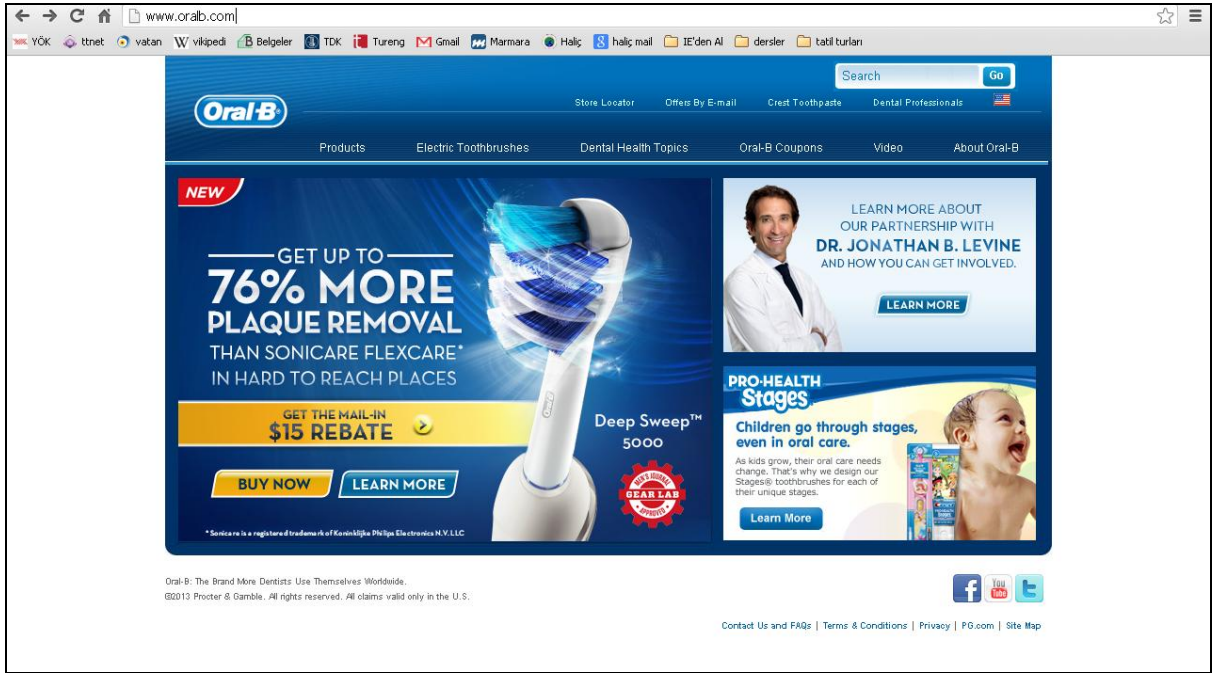 www.oralb.com
YÖK ttnet vatan W vikipedi Belgeler TDK Tureng Gmail Marmara Haliç 8 haliç mail IE'den Al dersler tatil turları
Search Go
Store Locator Offers By E-mail Crest Toothpaste Dental Professionals
Oral-B
Products Electric Toothbrushes Dental Health Topics Oral-B Coupons Video About Oral-B
NEW
GET UP TO
76% MORE
PLAQUE REMOVAL
THAN SONICARE FLEXCARE*
IN HARD TO REACH PLACES
GET THE MAIL-IN
$15 REBATE
BUY NOW LEARN MORE
Deep Sweep™
5000
MEN'S JOURNAL
GEAR LAB
APPROVED
* Sonicare is a registered trademark of Koninklijke Philips Electronics N.V. LLC
LEARN MORE ABOUT
OUR PARTNERSHIP WITH
DR. JONATHAN B. LEVINE
AND HOW YOU CAN GET INVOLVED.
LEARN MORE
PRO-HEALTH
Stages
Children go through stages,
even in oral care.
As kids grow, their oral care needs
change. That's why we design our
Stages® toothbrushes for each of
their unique stages.
Learn More
Oral-B: The Brand More Dentists Use Themselves Worldwide.
©2013 Procter & Gamble. All rights reserved. All claims valid only in the U.S.
f You Tube t
Contact Us and FAQs | Terms & Conditions | Privacy | PG.com | Site Map